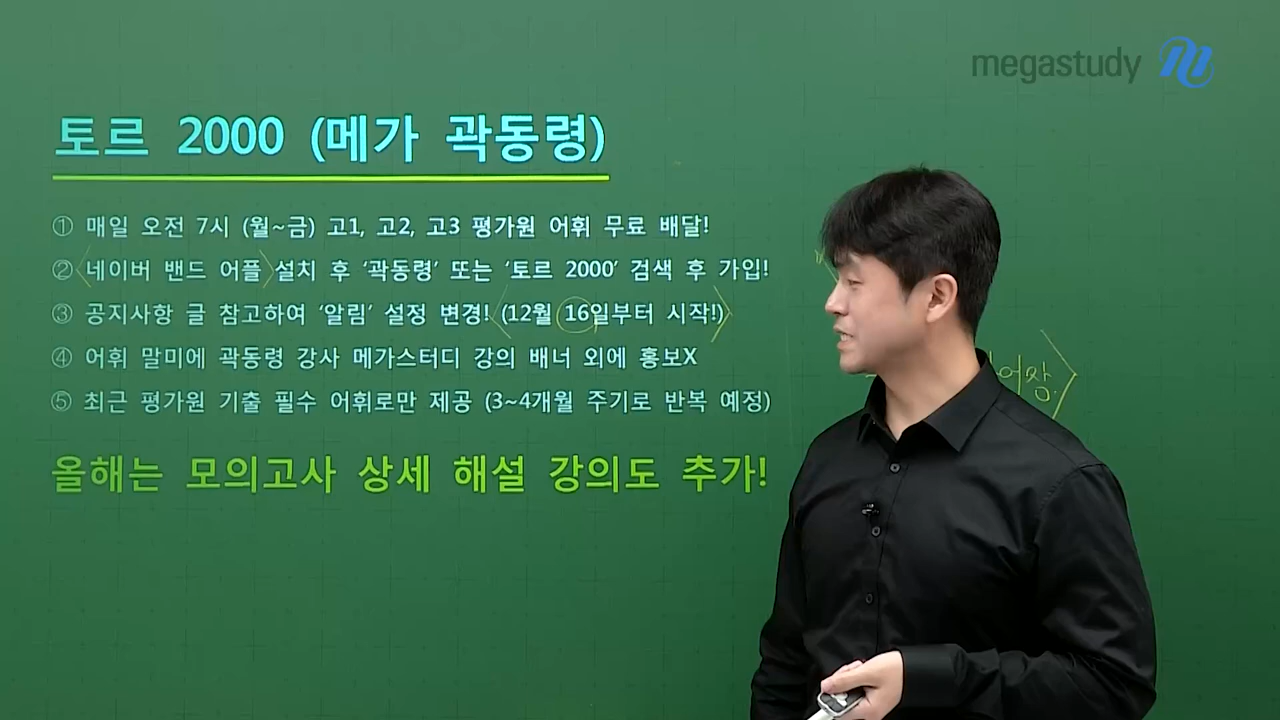 megastudy
토르 2000 (메가 곽동령)
① 매일 오전 7시 (월~금) 고1, 고2, 고3 평가원 어휘 무료 배달!
② 네이버 밴드 어플 설치 후 '곽동령' 또는 '토르 2000' 검색 후 가입!
③ 공지사항 글 참고하여 '알림' 설정 변경! (12월 16일부터 시작!)
④ 어휘 말미에 곽동령 강사 메가스터디 강의 배너 외에 홍보X
⑤ 최근 평가원 기출 필수 어휘로만 제공 (3~4개월 주기로 반복 예정)
올해는 모의고사 상세 해설 강의도 추가!